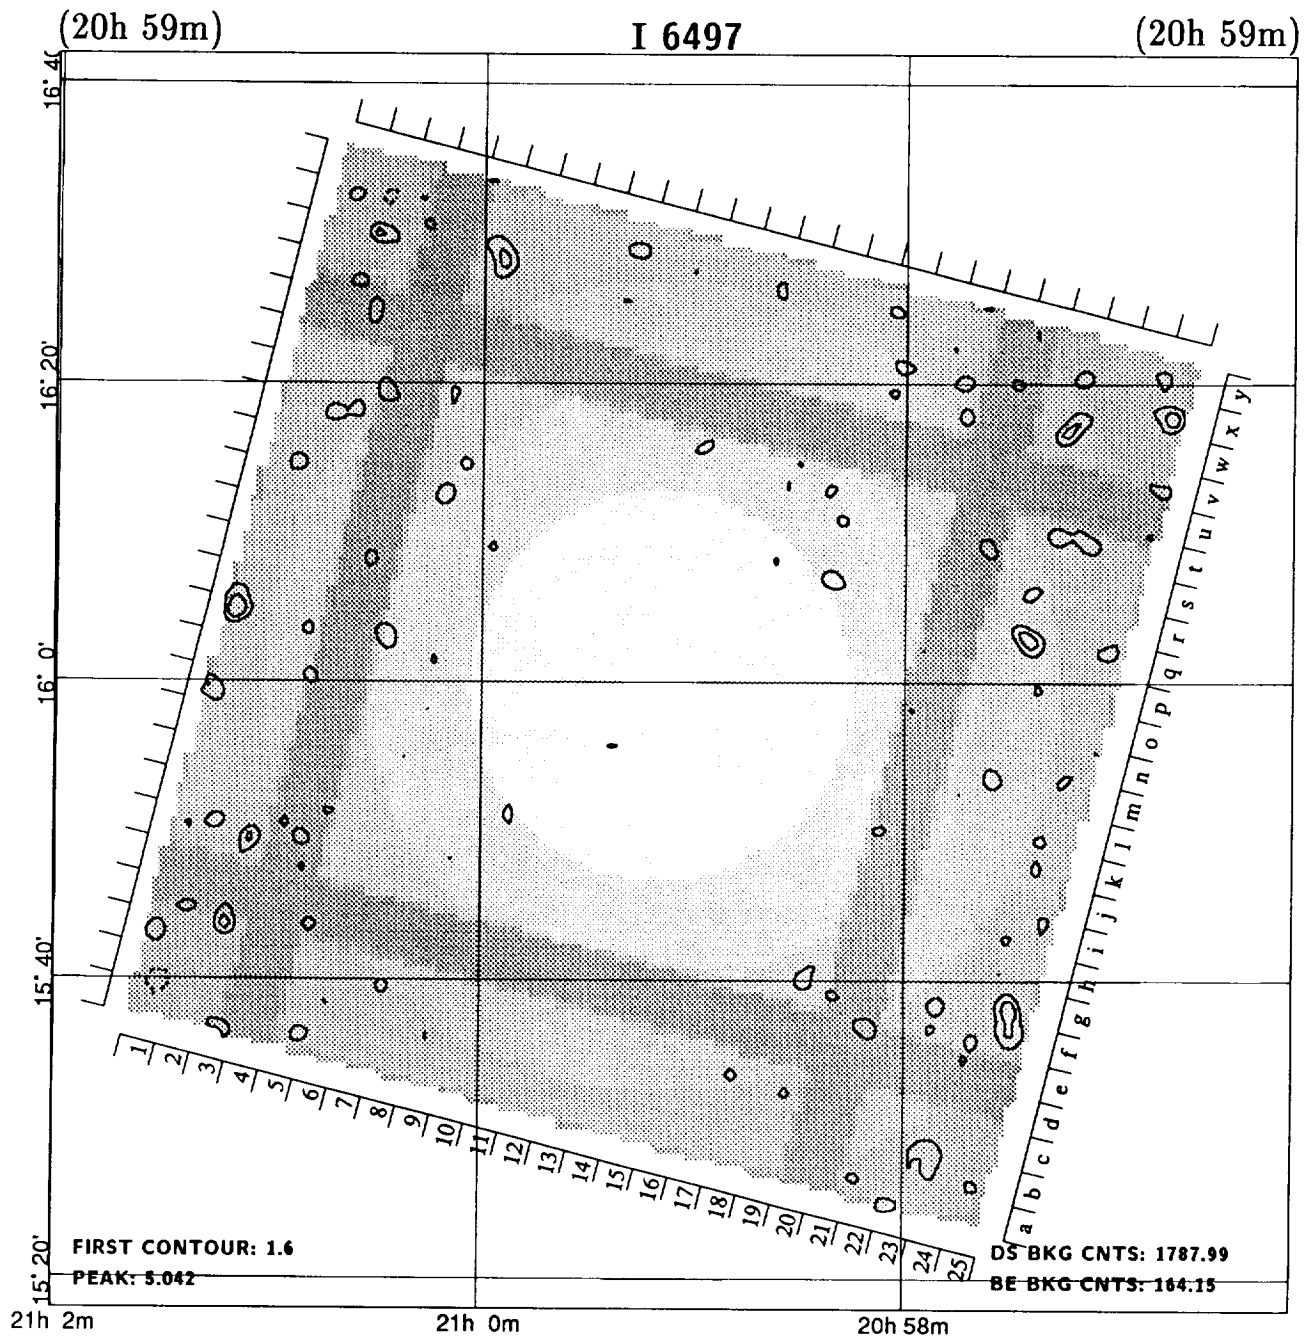 (20h 59m) I 6497 (20h 59m)
16° 40'
16° 20'
16° 0'
15° 40'
15° 20'
y
x
w
v
u
t
s
r
q
p
o
n
m
l
k
j
i
h
g
f
e
d
c
b
a
1 2 3 4 5 6 7 8 9 10 11 12 13 14 15 16 17 18 19 20 21 22 23 24 25
FIRST CONTOUR: 1.6
PEAK: 5.042
DS BKG CNTS: 1787.99
BE BKG CNTS: 164.15
21h 2m 21h 0m 20h 58m